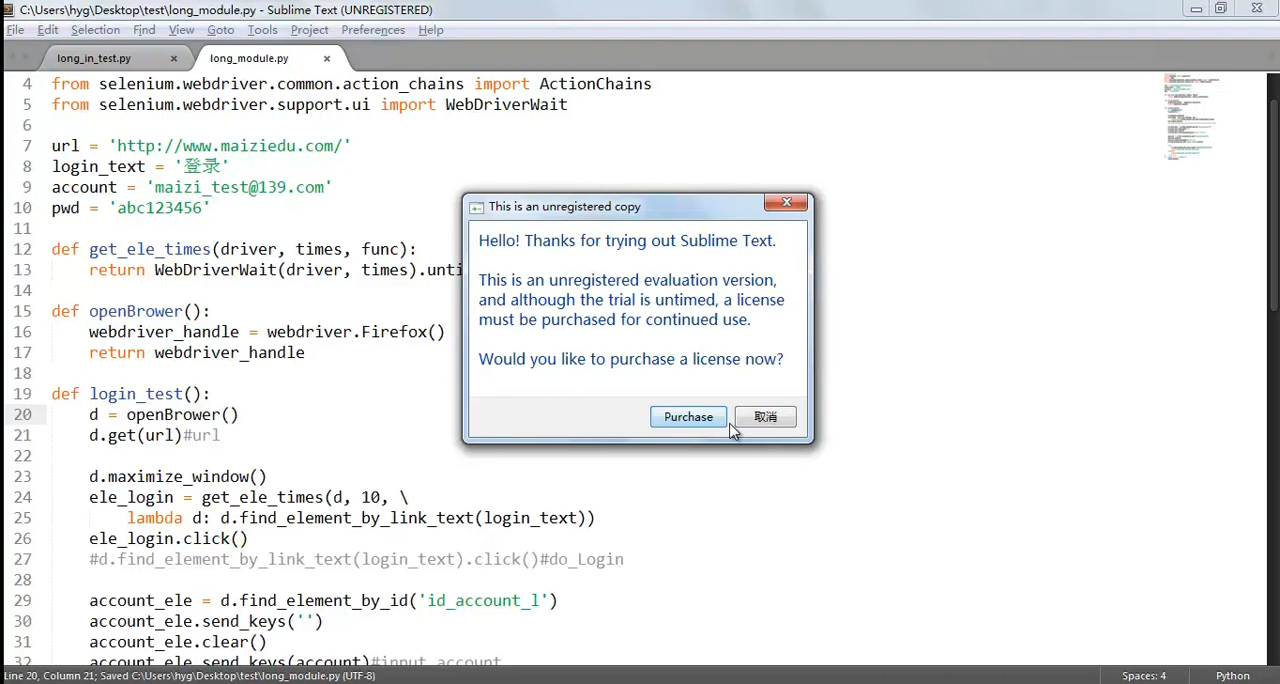 C:\Users\hyg\Desktop\test\long_module.py - Sublime Text (UNREGISTERED)
File Edit Selection Find View Goto Tools Project Preferences Help
long_in_test.py × long_module.py ×
4 from selenium.webdriver.common.action_chains import ActionChains
5 from selenium.webdriver.support.ui import WebDriverWait
6
7 url = 'http://www.maiziedu.com/'
8 login_text = '登录'
9 account = 'maizi_test@139.com'
10 pwd = 'abc123456'
11
12 def get_ele_times(driver, times, func):
13 return WebDriverWait(driver, times).unti
14
15 def openBrower():
16 webdriver_handle = webdriver.Firefox()
17 return webdriver_handle
18
19 def login_test():
20 d = openBrower()
21 d.get(url)#url
22
23 d.maximize_window()
24 ele_login = get_ele_times(d, 10, \
25 lambda d: d.find_element_by_link_text(login_text))
26 ele_login.click()
27 #d.find_element_by_link_text(login_text).click()#do_Login
28
29 account_ele = d.find_element_by_id('id_account_l')
30 account_ele.send_keys('')
31 account_ele.clear()
32 account_ele.send_keys(account)#input account
This is an unregistered copy
Hello! Thanks for trying out Sublime Text.
This is an unregistered evaluation version,
and although the trial is untimed, a license
must be purchased for continued use.
Would you like to purchase a license now?
Purchase 取消
Line 20, Column 21; Saved C:\Users\hyg\Desktop\test\long_module.py (UTF-8) Spaces: 4 Python